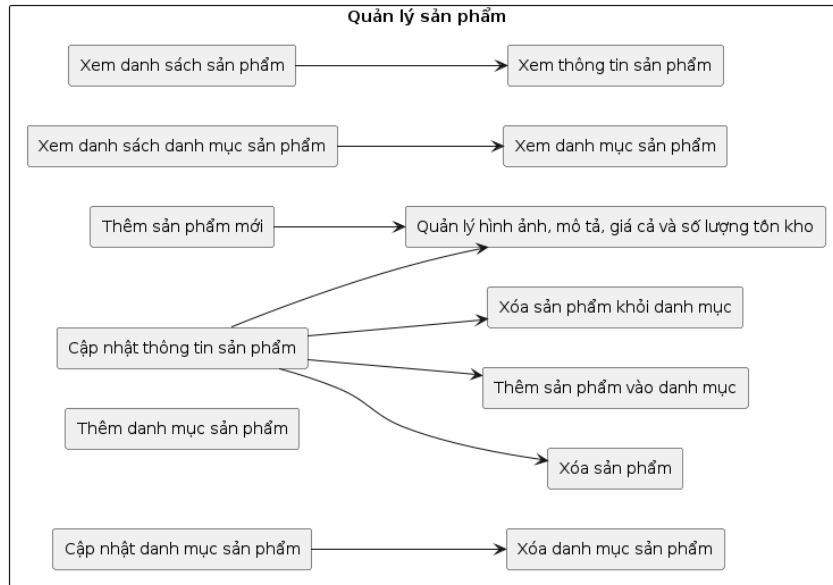 Quản lý sản phẩm
Xem danh sách sản phẩm
Xem thông tin sản phẩm
Xem danh sách danh mục sản phẩm
Xem danh mục sản phẩm
Thêm sản phẩm mới
Quản lý hình ảnh, mô tả, giá cả và số lượng tồn kho
Xóa sản phẩm khỏi danh mục
Cập nhật thông tin sản phẩm
Thêm sản phẩm vào danh mục
Thêm danh mục sản phẩm
Xóa sản phẩm
Cập nhật danh mục sản phẩm
Xóa danh mục sản phẩm